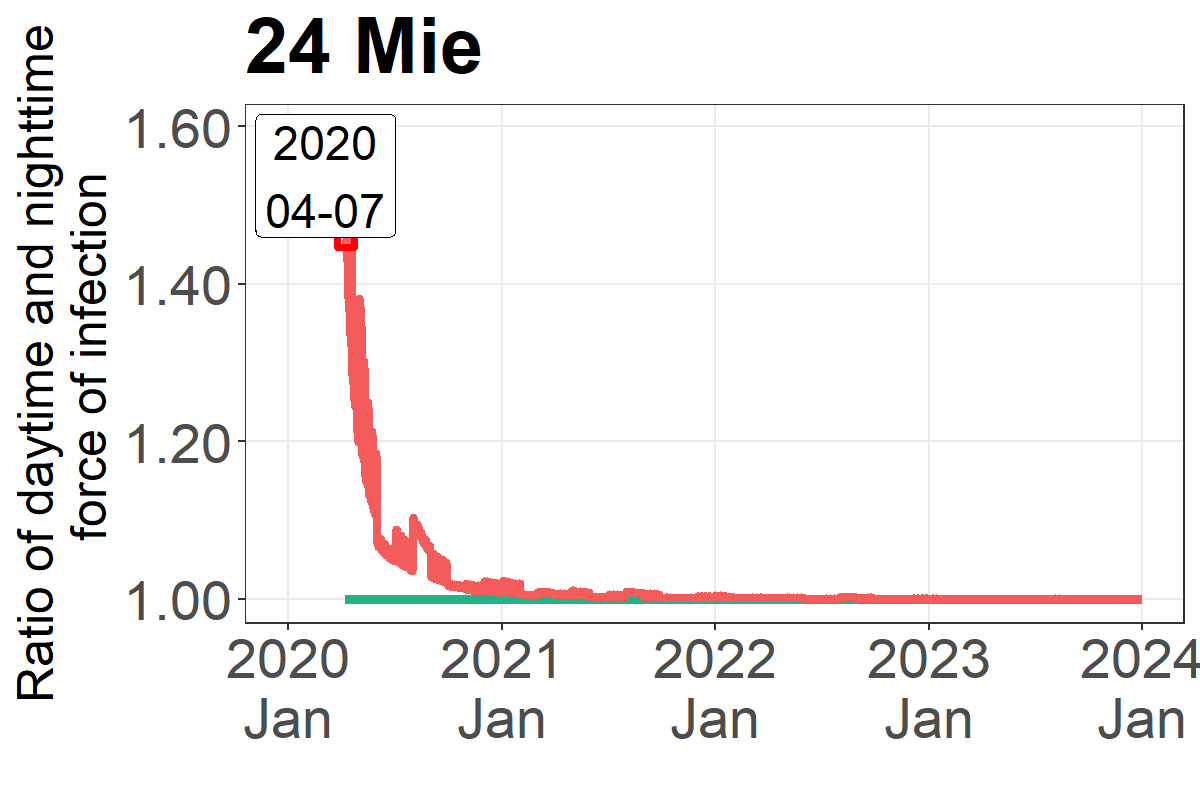 24 Mie
Ratio of daytime and nighttime
force of infection
1.60
1.40
1.20
1.00
2020
04-07
2020
Jan
2021
Jan
2022
Jan
2023
Jan
2024
Jan